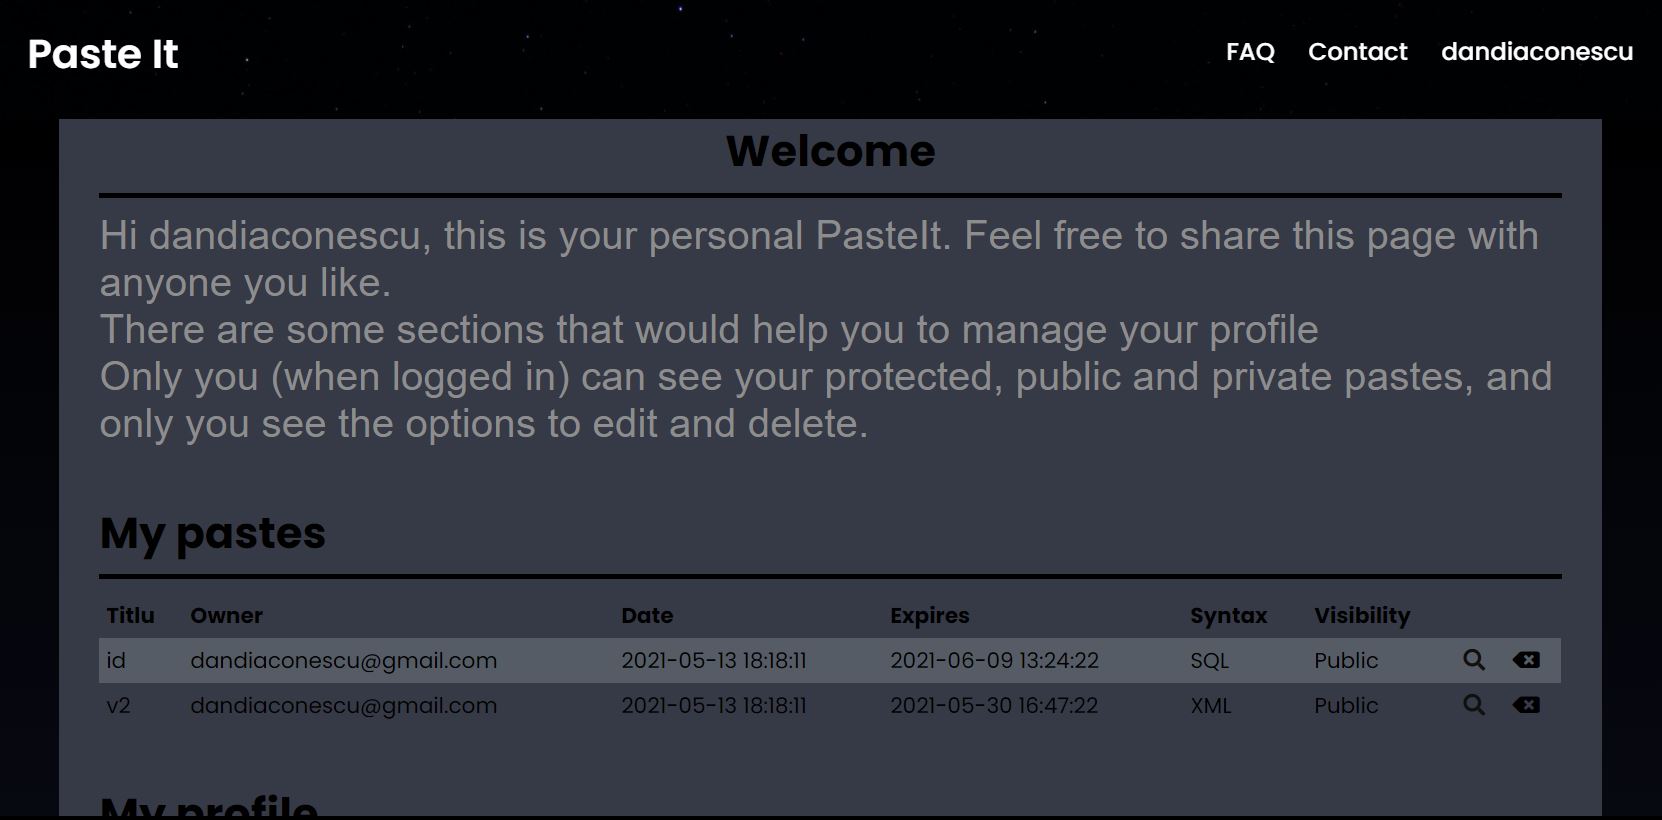 Paste It
FAQ Contact dandiaconescu
Welcome
Hi dandiaconescu, this is your personal PasteIt. Feel free to share this page with
anyone you like.
There are some sections that would help you to manage your profile
Only you (when logged in) can see your protected, public and private pastes, and
only you see the options to edit and delete.
My pastes
Titlu Owner Date Expires Syntax Visibility
id dandiaconescu@gmail.com 2021-05-13 18:18:11 2021-06-09 13:24:22 SQL Public
v2 dandiaconescu@gmail.com 2021-05-13 18:18:11 2021-05-30 16:47:22 XML Public
My profile